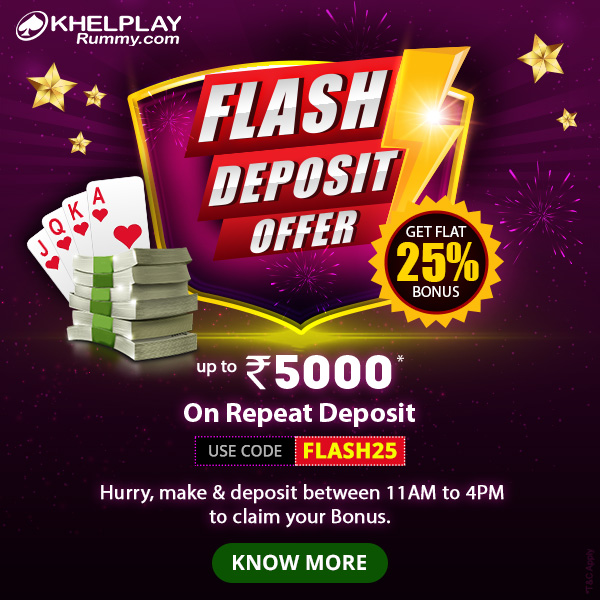 KHELPLAY
Rummy.com
FLASH
DEPOSIT
OFFER
J Q K A
GET FLAT
25%
BONUS
up to ₹5000*
On Repeat Deposit
USE CODE FLASH25
Hurry, make & deposit between 11AM to 4PM
to claim your Bonus.
KNOW MORE
*T&C Apply